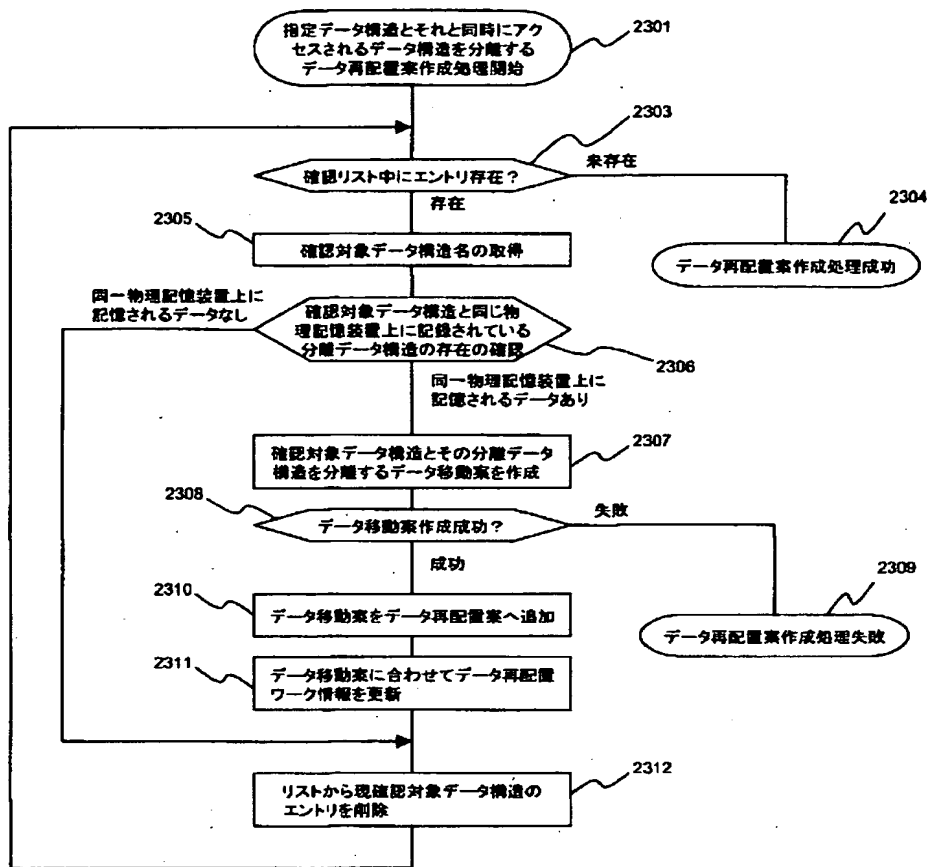 指定データ構造とそれと同時にアク
セスされるデータ構造を分離する
データ再配置案作成処理開始
2301
2303
確認リスト中にエントリ存在？
未存在
存在
2304
データ再配置案作成処理成功
2305
確認対象データ構造名の取得
同一物理記憶装置上に
記憶されるデータなし
確認対象データ構造と同じ物
理記憶装置上に記録されている
分離データ構造の存在の確認
2306
同一物理記憶装置上に
記憶されるデータあり
2307
確認対象データ構造とその分離データ
構造を分離するデータ移動案を作成
2308
データ移動案作成成功？
失敗
成功
2309
データ再配置案作成処理失敗
2310
データ移動案をデータ再配置案へ追加
2311
データ移動案に合わせてデータ再配置
ワーク情報を更新
2312
リストから現確認対象データ構造の
エントリを削除